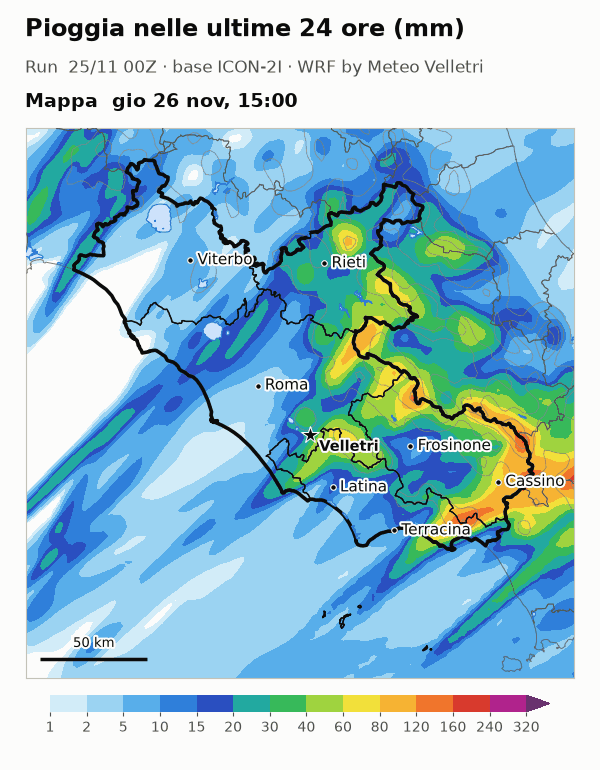 Pioggia nelle ultime 24 ore (mm)
Run  25/11 00Z · base ICON-2I · WRF by Meteo Velletri
Mappa  gio 26 nov, 15:00
Viterbo
Rieti
Roma
Velletri
Frosinone
Latina
Cassino
Terracina
50 km
1 2 5 10 15 20 30 40 60 80 120 160 240 320